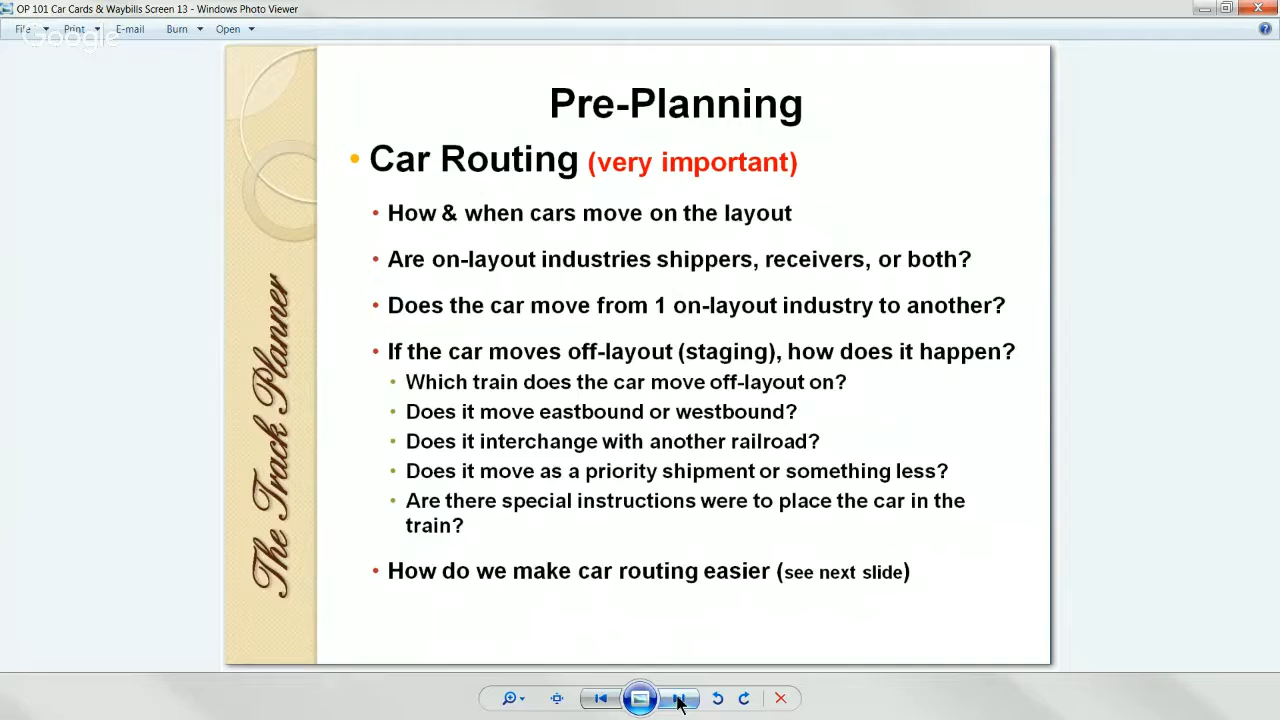 OP 101 Car Cards & Waybills Screen 13 - Windows Photo Viewer
File Print E-mail Burn Open
Google
Pre-Planning
• Car Routing (very important)
• How & when cars move on the layout
• Are on-layout industries shippers, receivers, or both?
• Does the car move from 1 on-layout industry to another?
• If the car moves off-layout (staging), how does it happen?
• Which train does the car move off-layout on?
• Does it move eastbound or westbound?
• Does it interchange with another railroad?
• Does it move as a priority shipment or something less?
• Are there special instructions were to place the car in the
train?
• How do we make car routing easier (see next slide)
The Track Planner